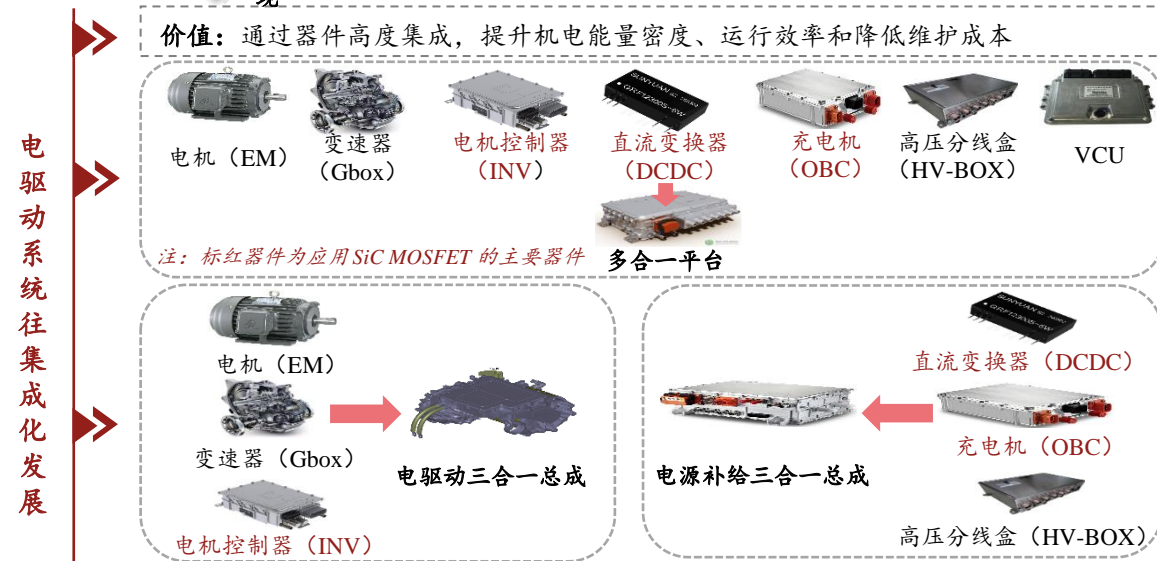 价值：通过器件高度集成，提升机电能量密度、运行效率和降低维护成本
电驱动系统往集成化发展
电机（EM）
变速器
（Gbox）
电机控制器
（INV）
直流变换器
（DCDC）
充电机
（OBC）
高压分线盒
（HV-BOX）
VCU
注：标红器件为应用SiC MOSFET 的主要器件
多合一平台
电机（EM）
变速器（Gbox）
电机控制器（INV）
电驱动三合一总成
直流变换器（DCDC）
充电机（OBC）
高压分线盒（HV-BOX）
电源补给三合一总成